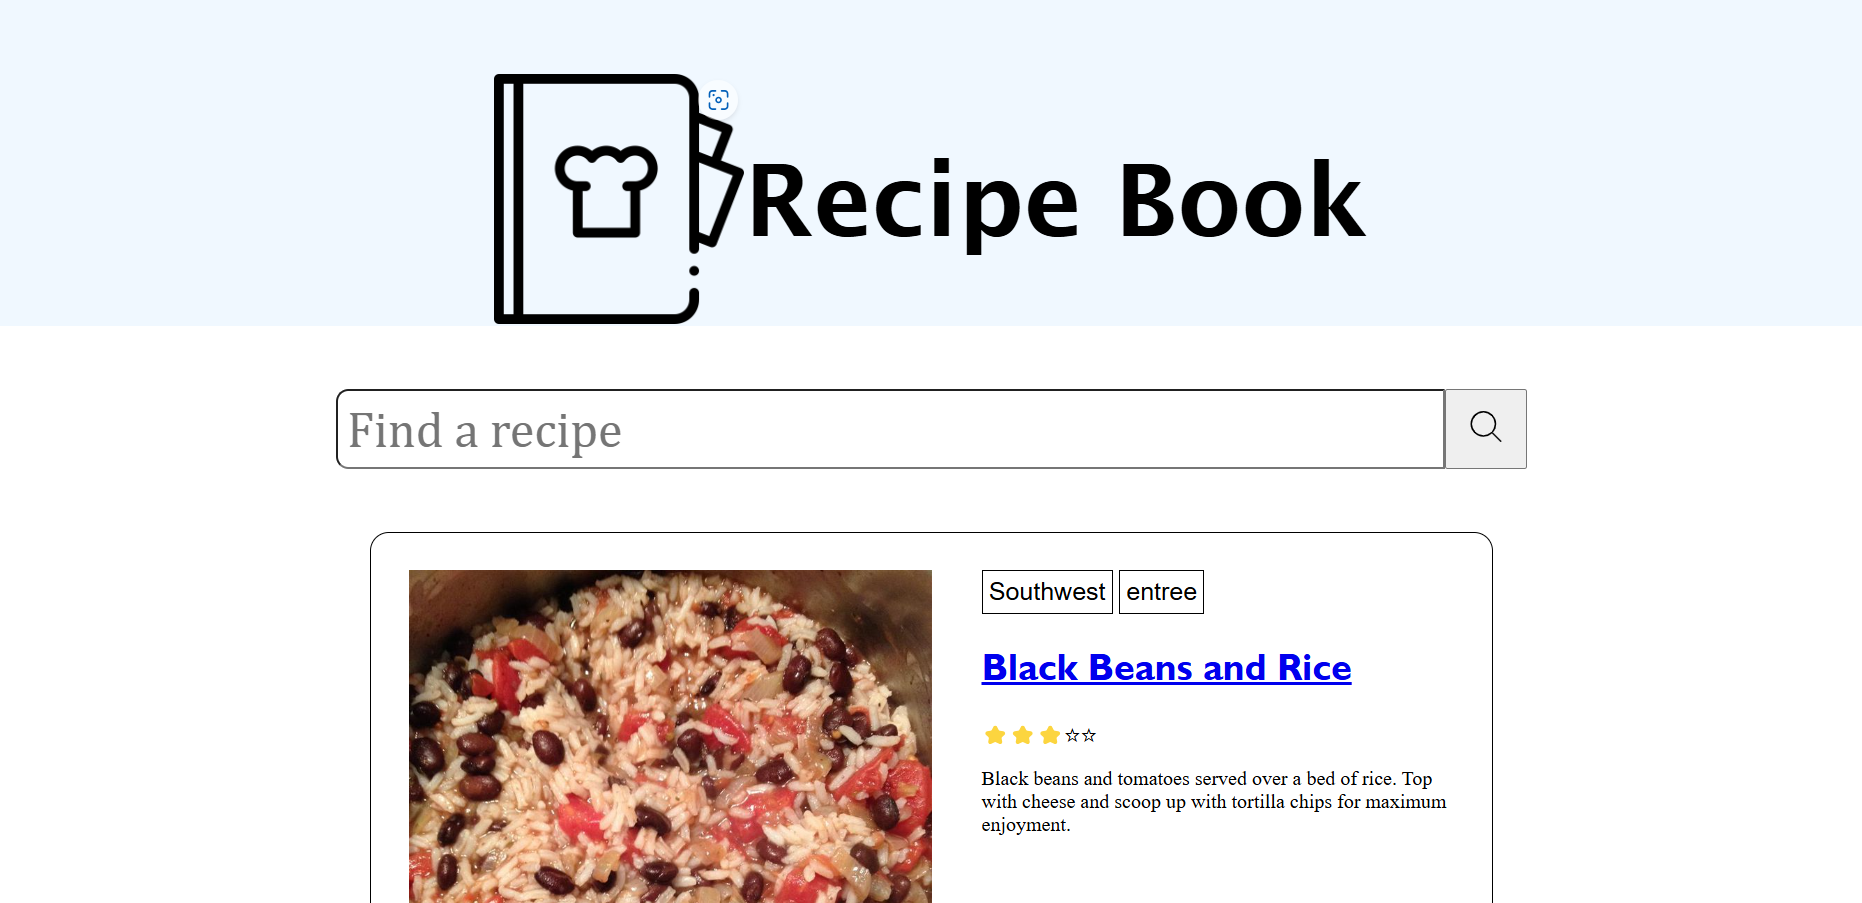 Recipe Book
Find a recipe
Southwest entree
Black Beans and Rice
Black beans and tomatoes served over a bed of rice. Top
with cheese and scoop up with tortilla chips for maximum
enjoyment.